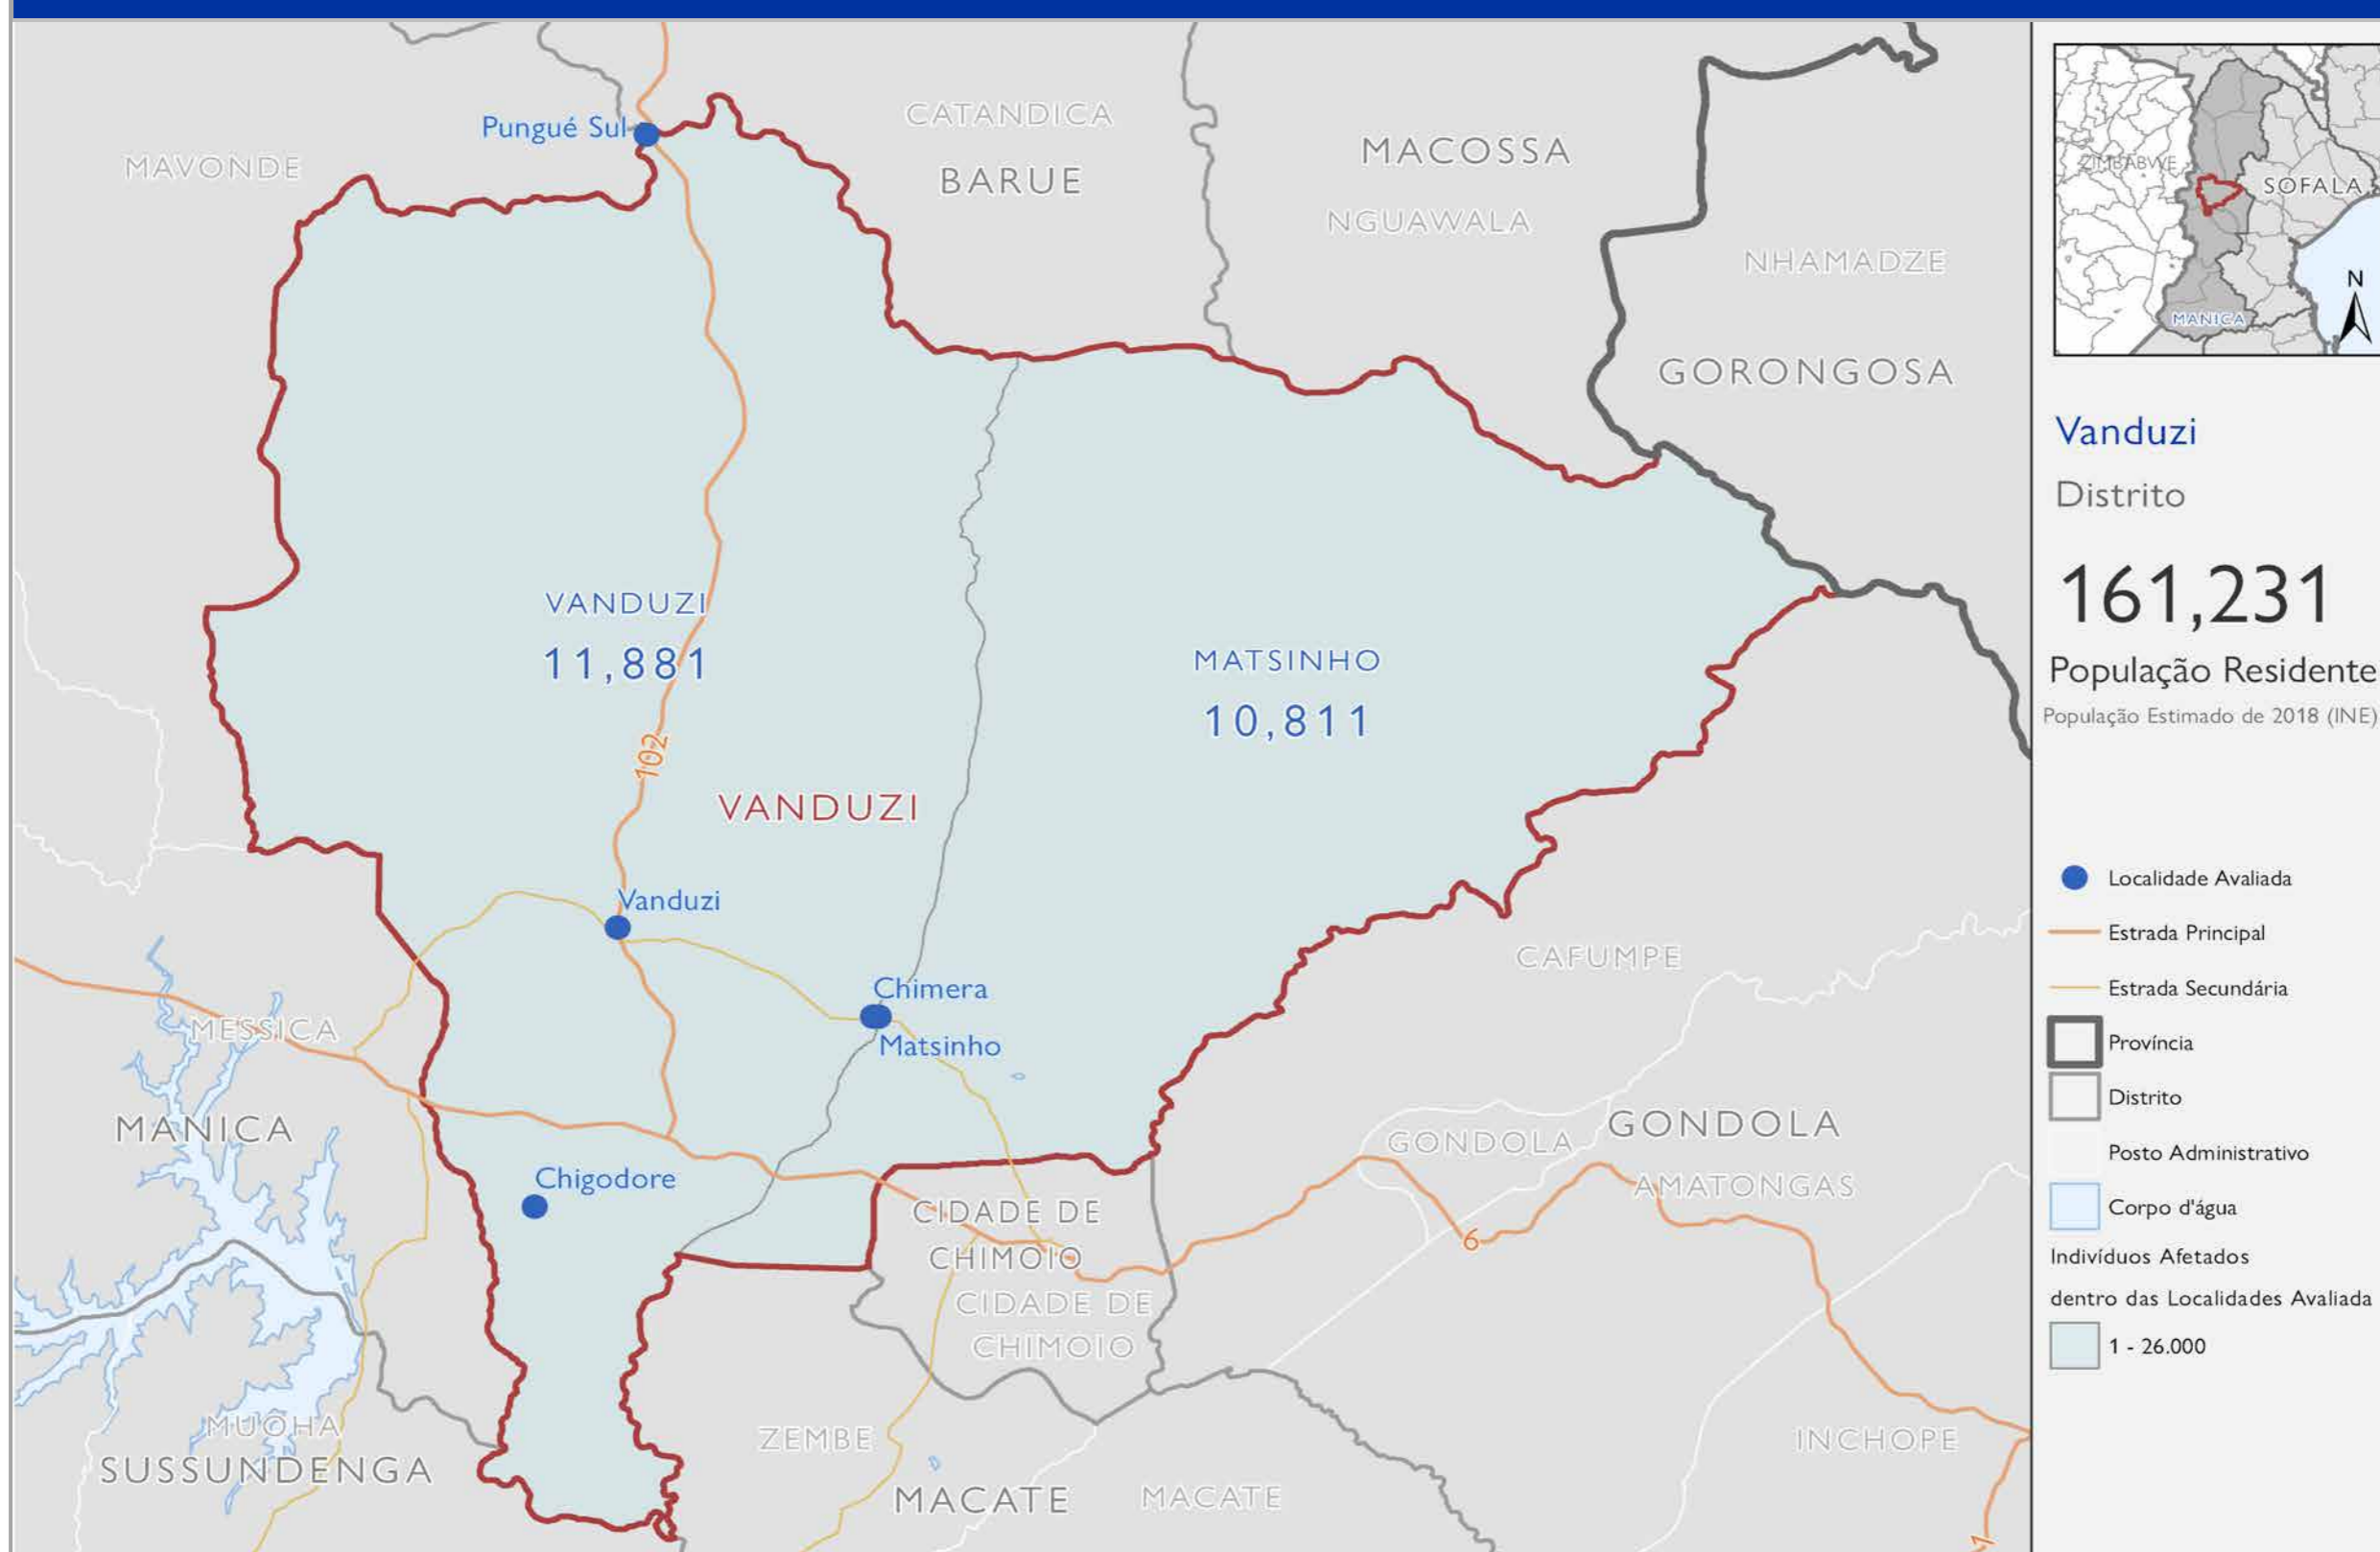 Pungué Sul
MAVONDE
CATANDICA
BARUE
MACOSSA
NGUAWALA
NHAMADZE
GORONGOSA
VANDUZI
11,881
MATSINHO
10,811
102
VANDUZI
Vanduzi
Chimera
Matsinho
CAFUMPE
MESSICA
MANICA
Chigodore
GONDOLA
GONDOLA
AMATONGAS
CIDADE DE
CHIMOIO
CIDADE DE
CHIMOIO
6
MUOHA
SUSSUNDENGA
ZEMBE
MACATE
MACATE
INCHOPE
1
ZIMBABWE
SOFALA
MANICA
N
Vanduzi
Distrito
161,231
População Residente
População Estimado de 2018 (INE)
Localidade Avaliada
Estrada Principal
Estrada Secundária
Província
Distrito
Posto Administrativo
Corpo d'água
Indivíduos Afetados
dentro das Localidades Avaliada
1 - 26.000